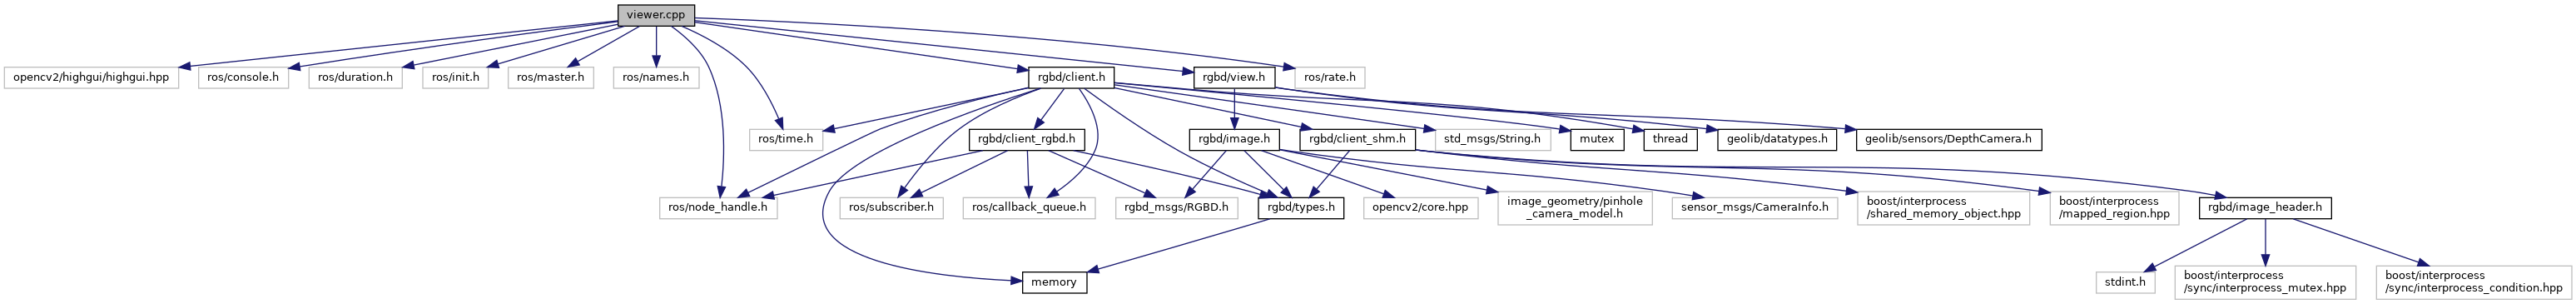 viewer.cpp
opencv2/highgui/highgui.hpp
ros/console.h
ros/duration.h
ros/init.h
ros/master.h
ros/names.h
rgbd/client.h
rgbd/view.h
ros/rate.h
ros/time.h
rgbd/client_rgbd.h
rgbd/image.h
rgbd/client_shm.h
std_msgs/String.h
mutex
thread
geolib/datatypes.h
geolib/sensors/DepthCamera.h
ros/node_handle.h
ros/subscriber.h
ros/callback_queue.h
rgbd_msgs/RGBD.h
rgbd/types.h
opencv2/core.hpp
image_geometry/pinhole
_camera_model.h
sensor_msgs/CameraInfo.h
boost/interprocess
/shared_memory_object.hpp
boost/interprocess
/mapped_region.hpp
rgbd/image_header.h
memory
stdint.h
boost/interprocess
/sync/interprocess_mutex.hpp
boost/interprocess
/sync/interprocess_condition.hpp